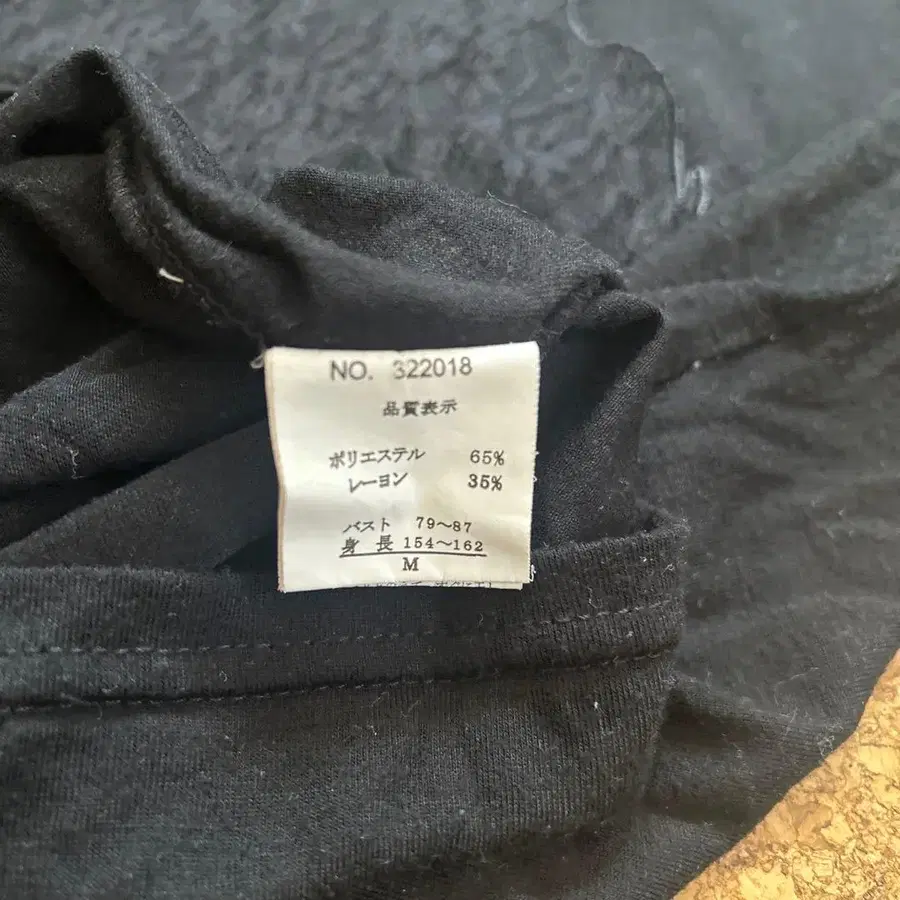 NO. 322018
品質表示
ポリエステル 65%
レーヨン 35%
バスト 79〜87
身 長 154〜162
M